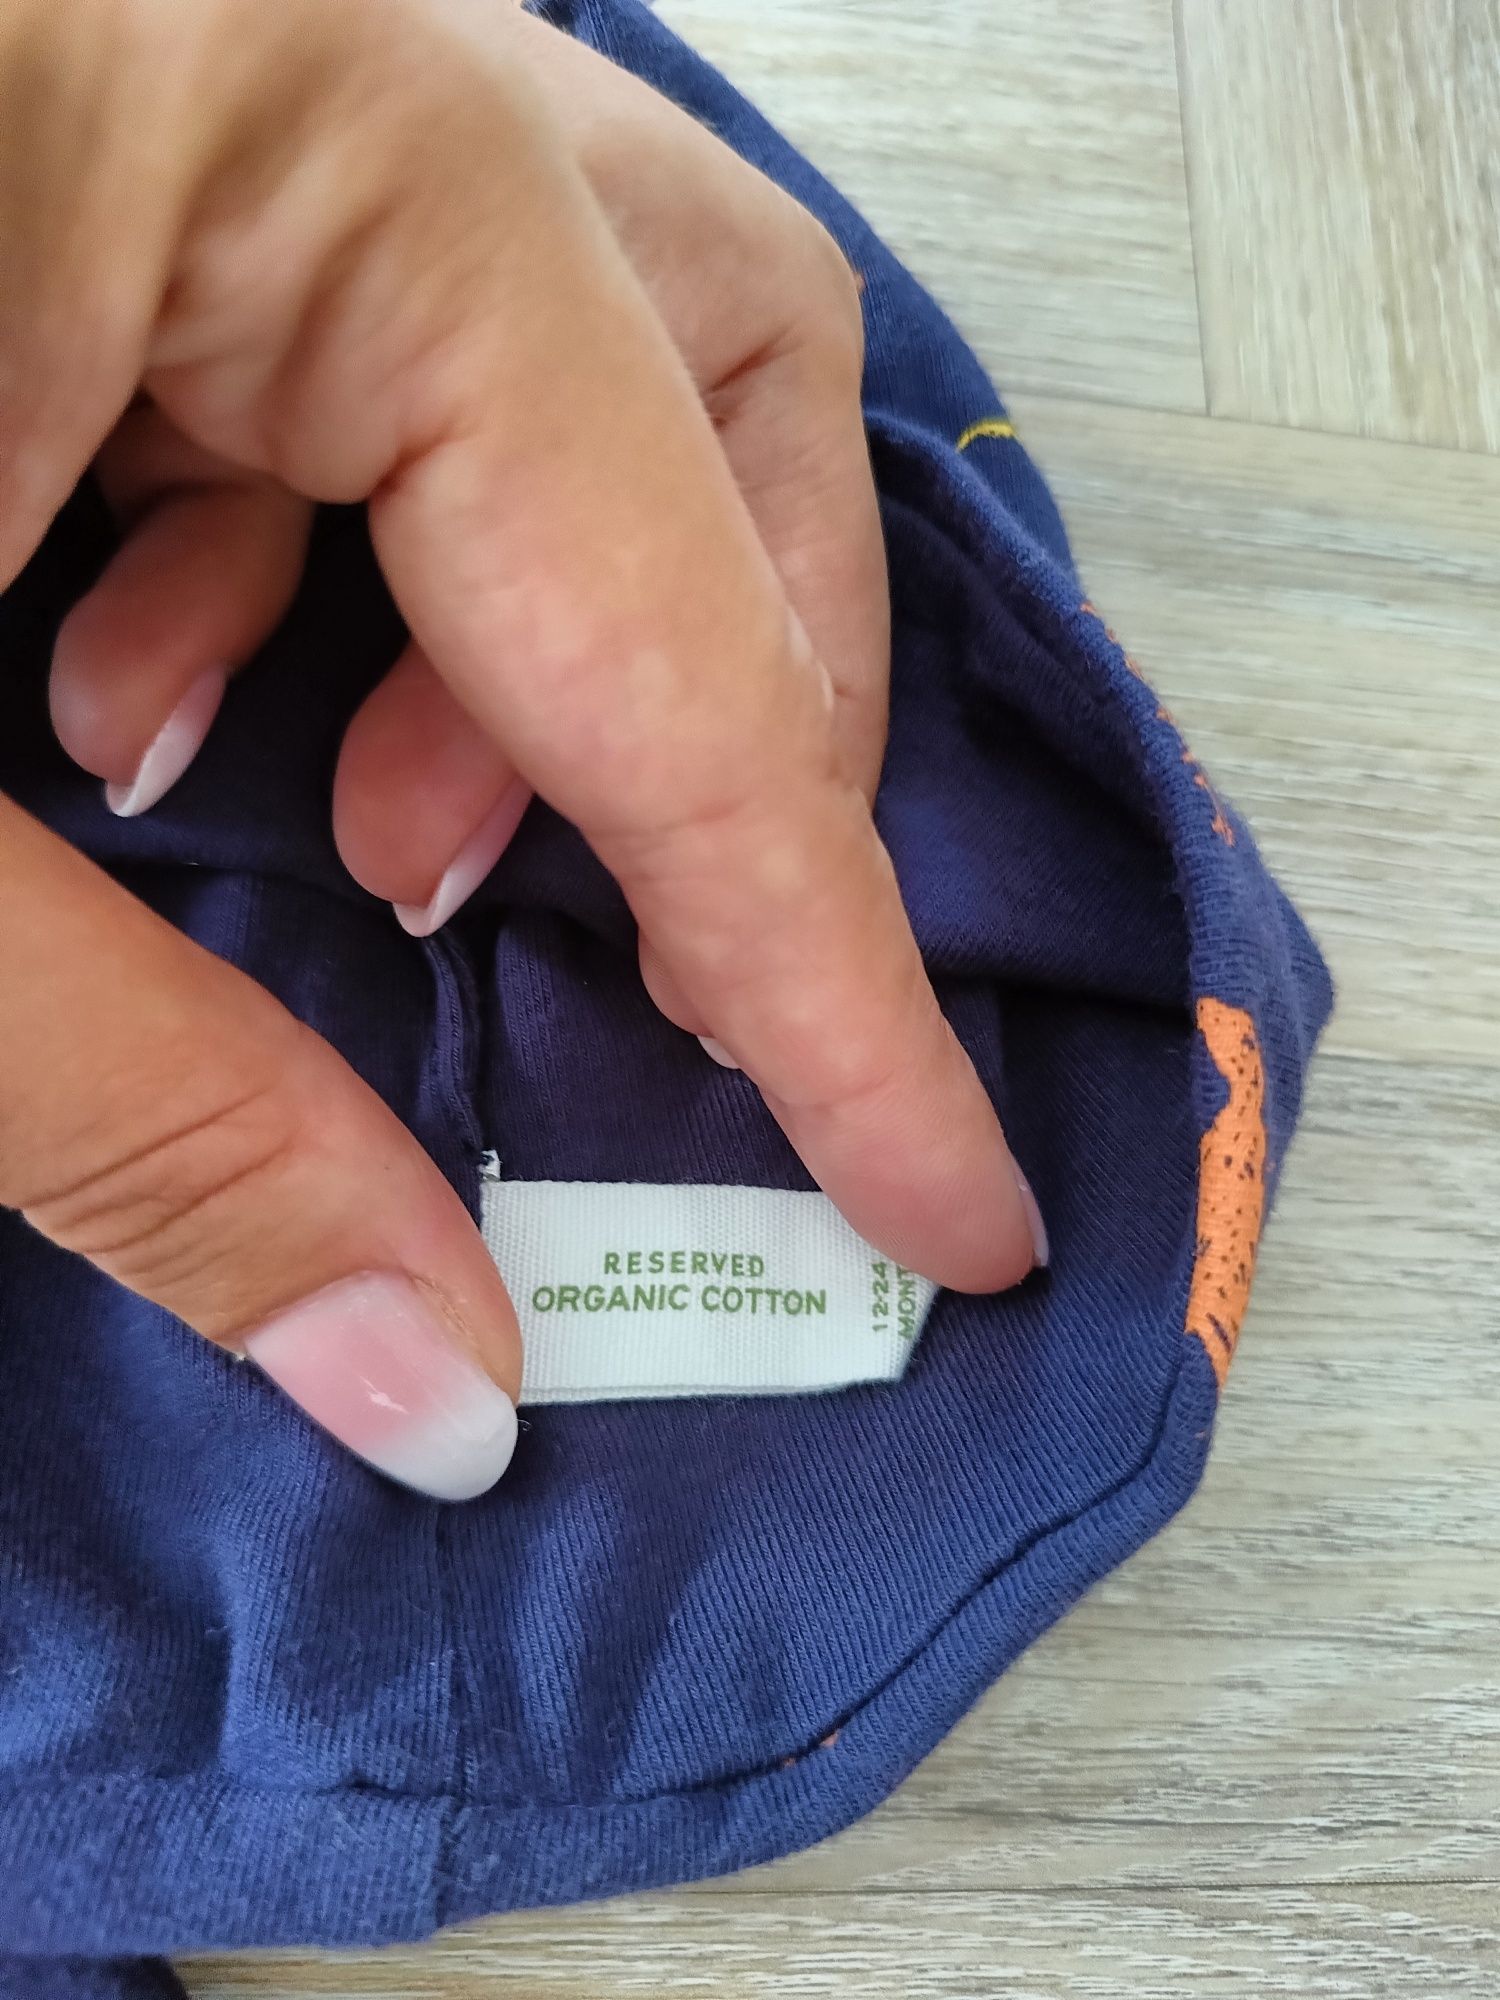 RESERVED
ORGANIC COTTON
12-24